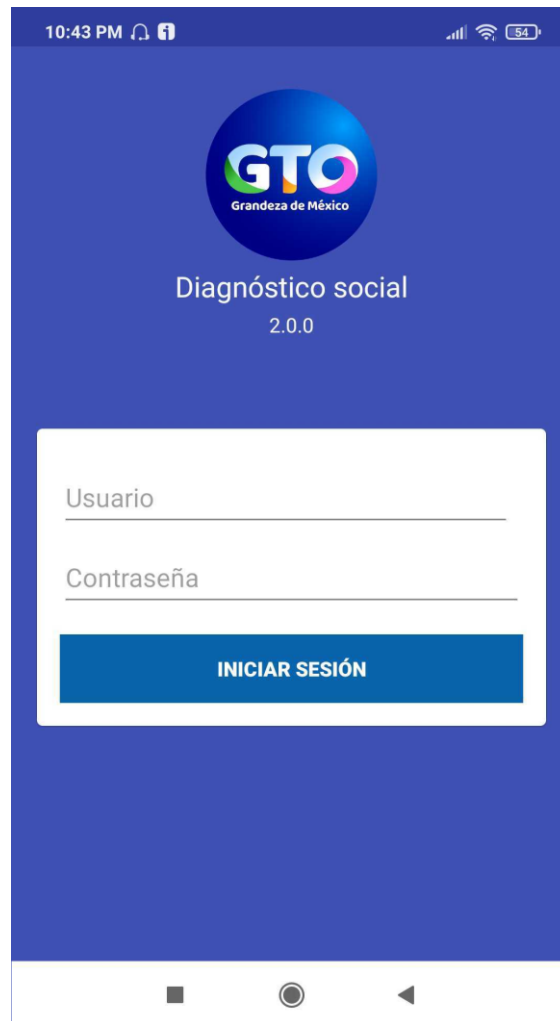 10:43 PM
54
GTO
Grandeza de México
Diagnóstico social
2.0.0
Usuario
Contraseña
INICIAR SESIÓN